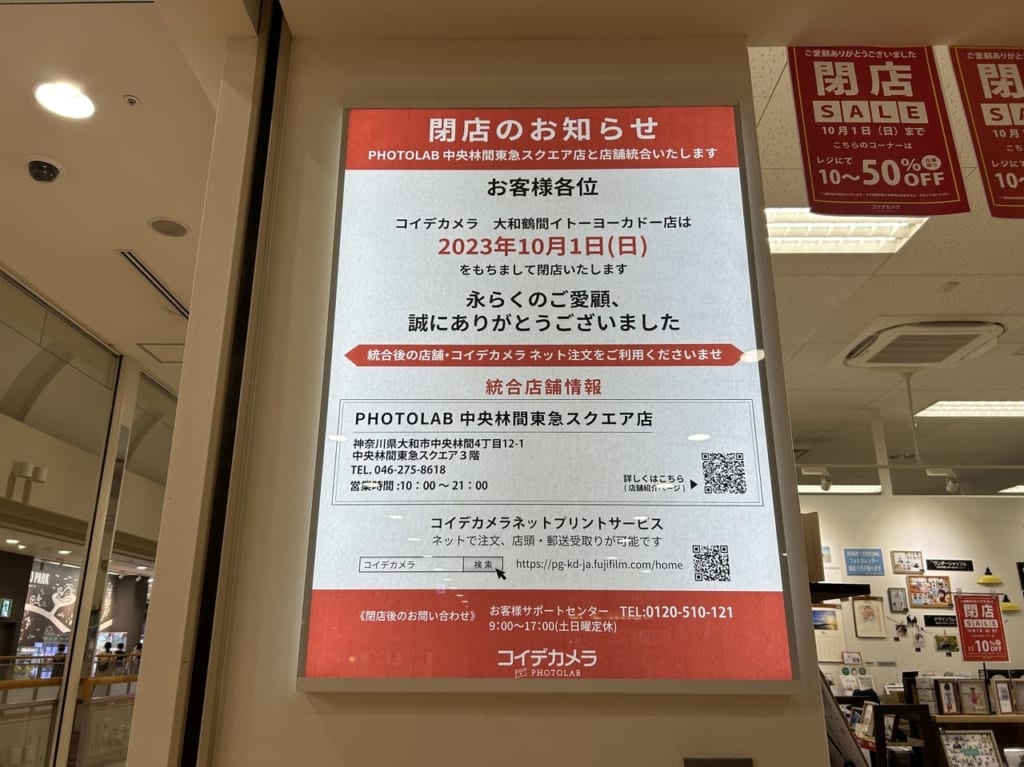 閉店のお知らせ
PHOTOLAB 中央林間東急スクエア店と店舗統合いたします
お客様各位
コイデカメラ 大和鶴間イトーヨーカドー店は
2023年10月1日(日)
をもちまして閉店いたします
永らくのご愛顧、
誠にありがとうございました
統合後の店舗・コイデカメラ ネット注文をご利用くださいませ
統合店舗情報
PHOTOLAB 中央林間東急スクエア店
神奈川県大和市中央林間4丁目12-1
中央林間東急スクエア3階
TEL. 046-275-8618
営業時間:10:00〜21:00
詳しくはこちら
(店舗紹介ページ)
コイデカメラネットプリントサービス
ネットで注文、店頭・郵送受取りが可能です
コイデカメラ 検索
https://pg-kd-ja.fujifilm.com/home
《閉店後のお問い合わせ》
お客様サポートセンター TEL:0120-510-121
9:00〜17:00(土日曜定休)
コイデカメラ
PHOTOLAB
ご愛顧ありがとうございました
閉店
SALE
10月1日(日)まで
こちらのコーナーは
レジにて
10〜50%OFF
コイデカメラ
閉
SA
10〜
閉店
SALE
10%OFF
PARK